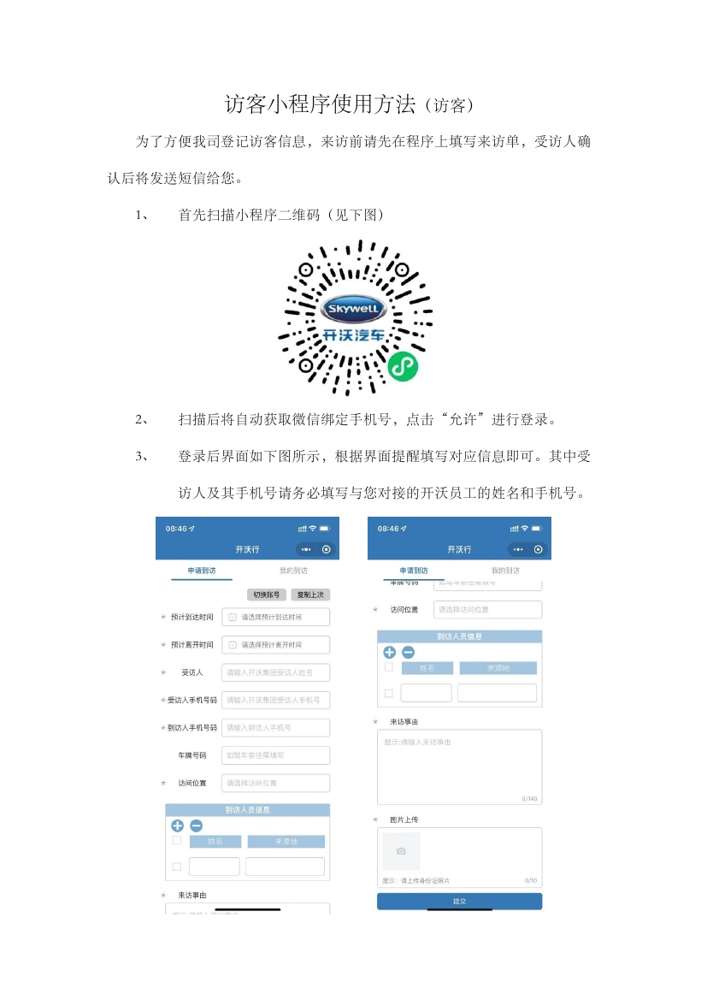 访客小程序使用方法（访客）
为了方便我司登记访客信息，来访前请先在程序上填写来访单，受访人确
认后将发送短信给您。
1、 首先扫描小程序二维码（见下图）
Skywell
开沃汽车
2、 扫描后将自动获取微信绑定手机号，点击“允许”进行登录。
3、 登录后界面如下图所示，根据界面提醒填写对应信息即可。其中受
访人及其手机号请务必填写与您对接的开沃员工的姓名和手机号。
08:46
开沃行
申请到访 我的到访
切换账号 复制上次
* 预计到达时间 请选择预计到达时间
* 预计离开时间 请选择预计离开时间
* 受访人 请输入开沃集团受访人姓名
* 受访人手机号码 请输入开沃集团受访人手机号
* 到访人手机号码 请输入到访人手机号
车牌号码 如驾车前往需填写
* 访问位置 请选择访问位置
到访人员信息
姓名 来源地
* 来访事由
08:46
开沃行
申请到访 我的到访
车牌号码 如驾车前往需填写
* 访问位置 请选择访问位置
到访人员信息
姓名 来源地
* 来访事由
提示:请输入来访事由
0/140
* 图片上传
提示：请上传身份证照片 0/10
提交